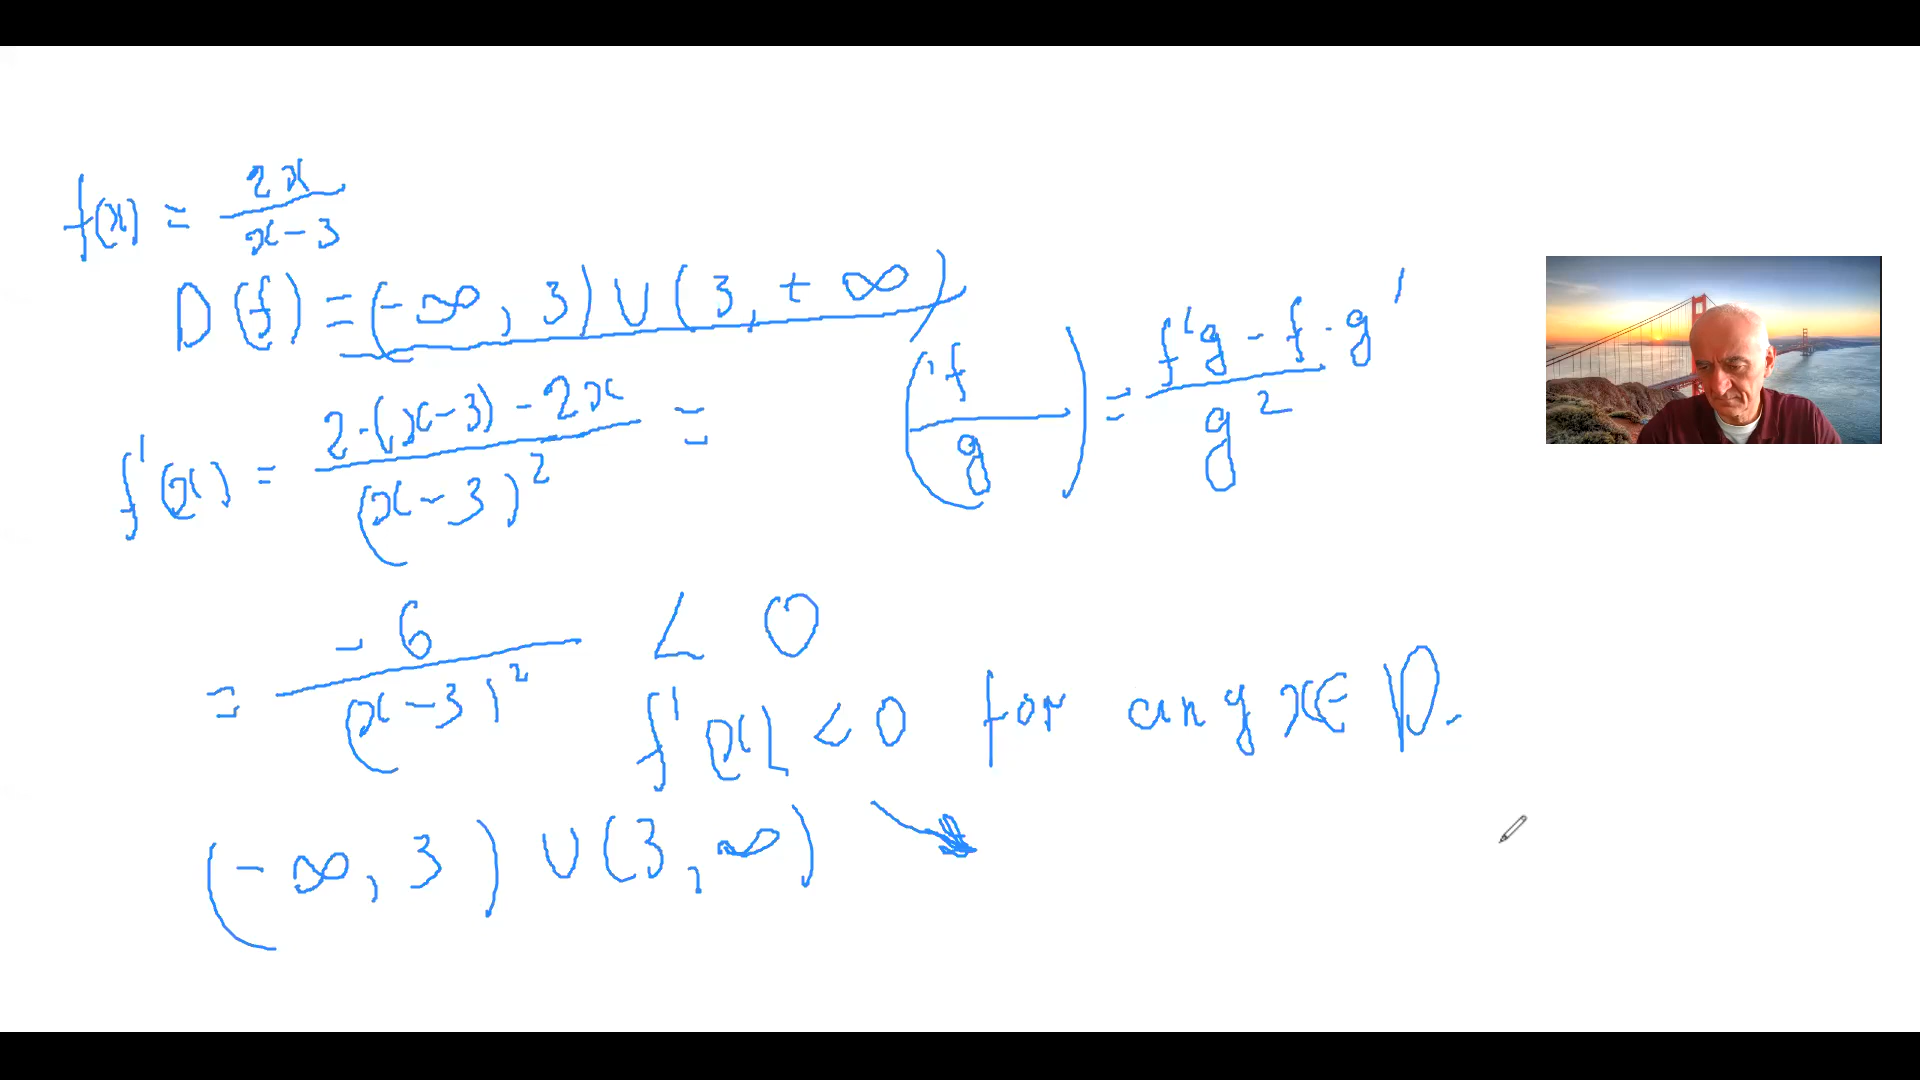 f(x) = 2x / x-3
D(f) = (-∞, 3) ∪ (3, +∞)
f'(x) = 2·(x-3) - 2x / (x-3)² =
(f / g)' = f'g - f·g' / g²
= -6 / (x-3)² < 0
f'(x) < 0 for any x∈D.
(-∞, 3) ∪ (3, ∞) ↘